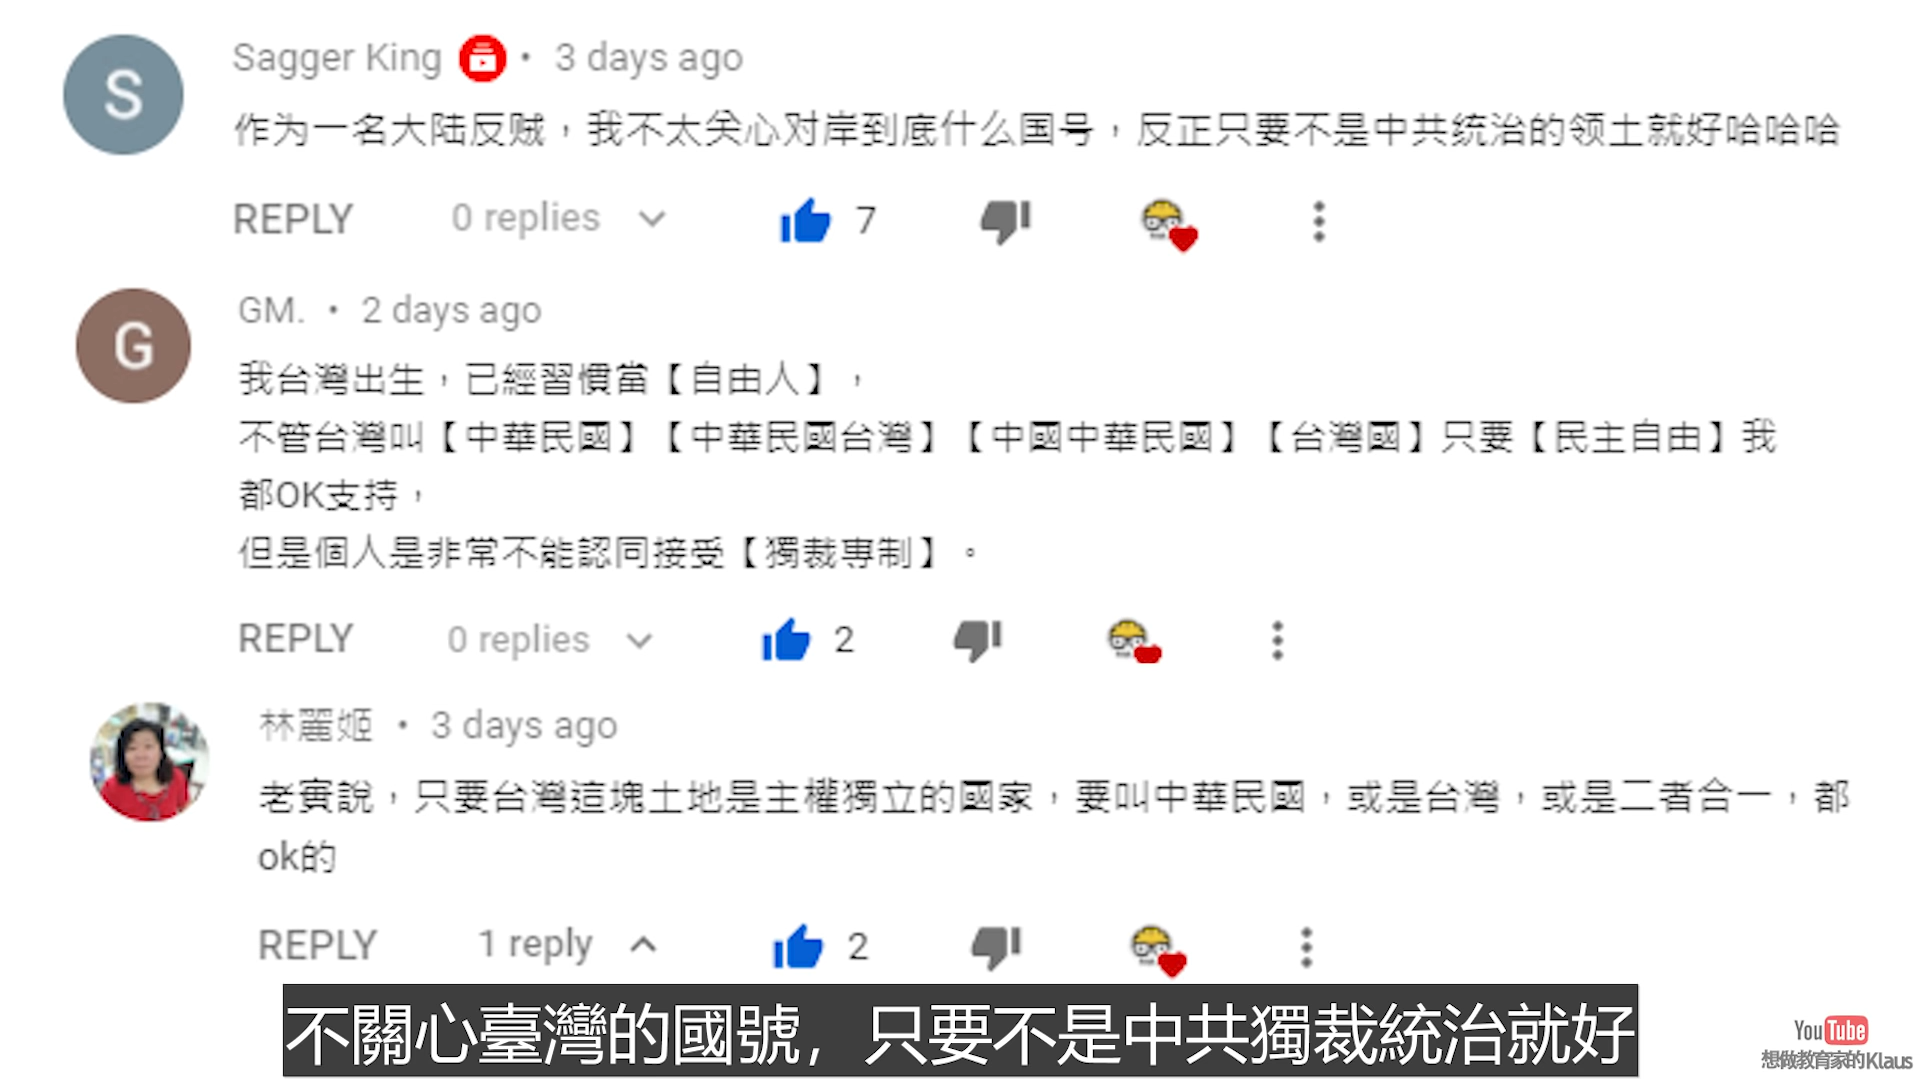 S
Sagger King • 3 days ago
作为一名大陆反贼，我不太关心对岸到底什么国号，反正只要不是中共统治的领土就好哈哈哈
REPLY 0 replies 7
G
GM. • 2 days ago
我台灣出生，已經習慣當【自由人】，
不管台灣叫【中華民國】【中華民國台灣】【中國中華民國】【台灣國】只要【民主自由】我
都OK支持，
但是個人是非常不能認同接受【獨裁專制】。
REPLY 0 replies 2
林麗姬 • 3 days ago
老實說，只要台灣這塊土地是主權獨立的國家，要叫中華民國，或是台灣，或是二者合一，都
ok的
REPLY 1 reply 2
不關心臺灣的國號，只要不是中共獨裁統治就好
YouTube
想做教育家的Klaus